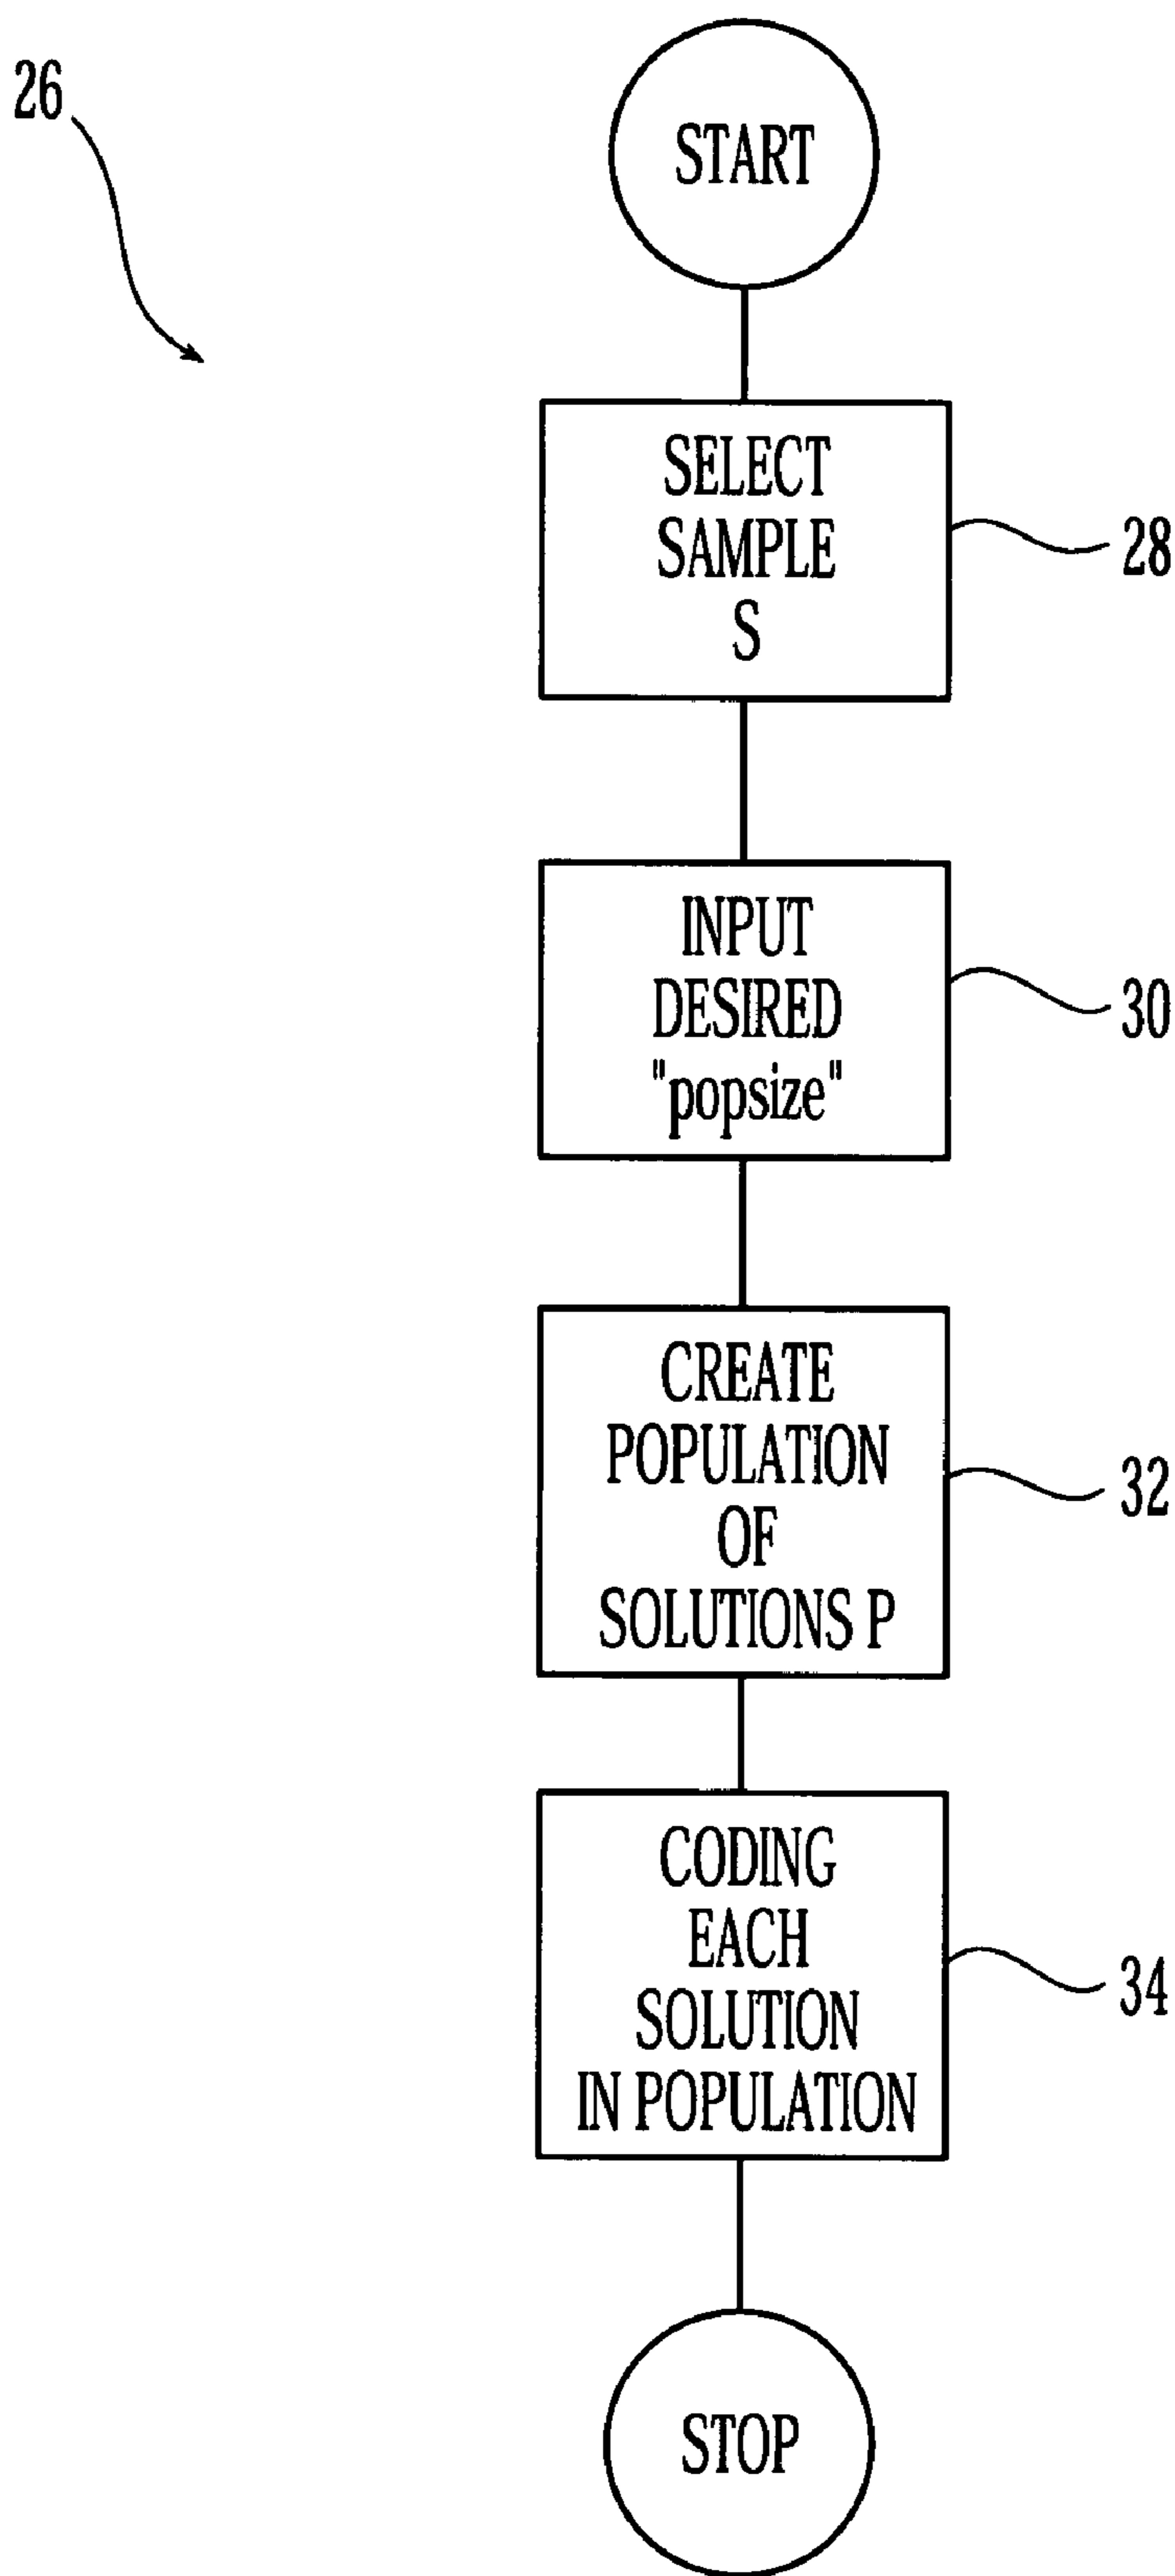 26
START
SELECT
SAMPLE
S
28
INPUT
DESIRED
"popsize"
30
CREATE
POPULATION
OF
SOLUTIONS P
32
CODING
EACH
SOLUTION
IN POPULATION
34
STOP